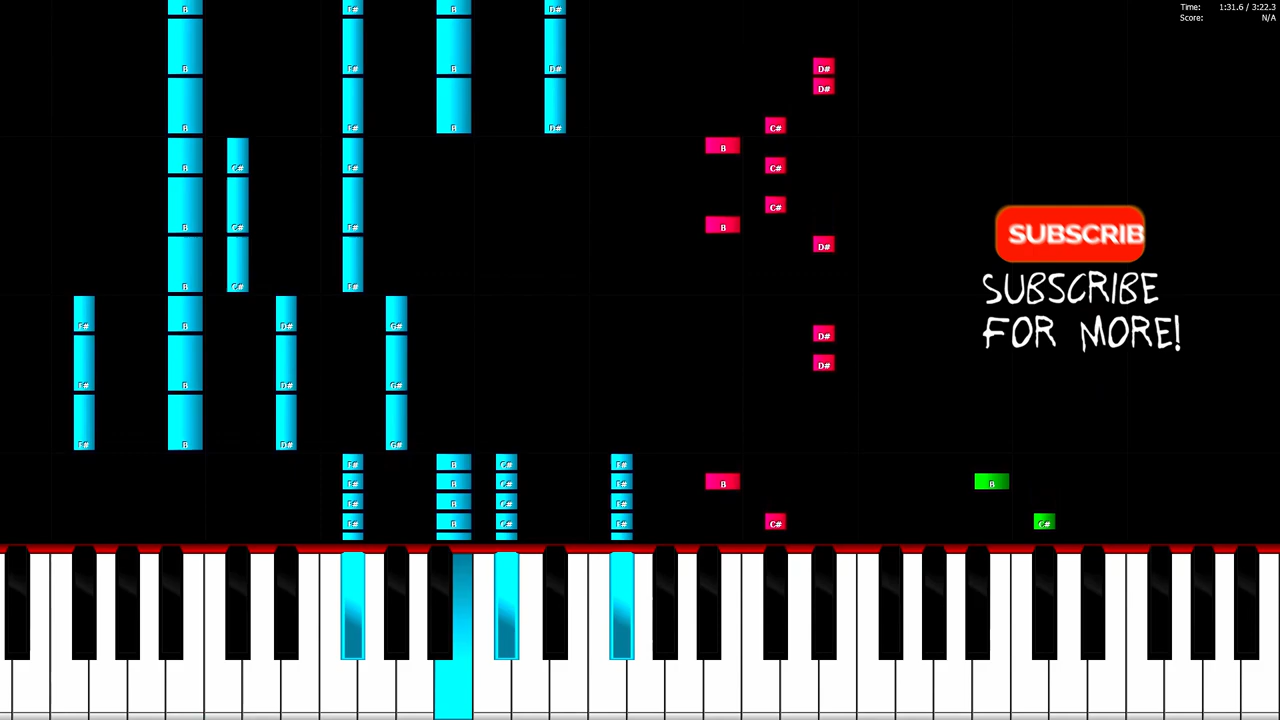 B F# B D# Time: 1:31.6 / 3:22.3
Score: N/A
B F# B D# D#
D#
B F# B D# C#
B
B C# F# C#
C#
B C# F# B
D#
B C# F#
F# B D# G# D#
D#
F# B D# G#
F# B D# G#
F# B C# F#
F# B C# F# B B
F# B C# F#
F# B C# F# C# C#
SUBSCRIB
SUBSCRIBE
FOR MORE!